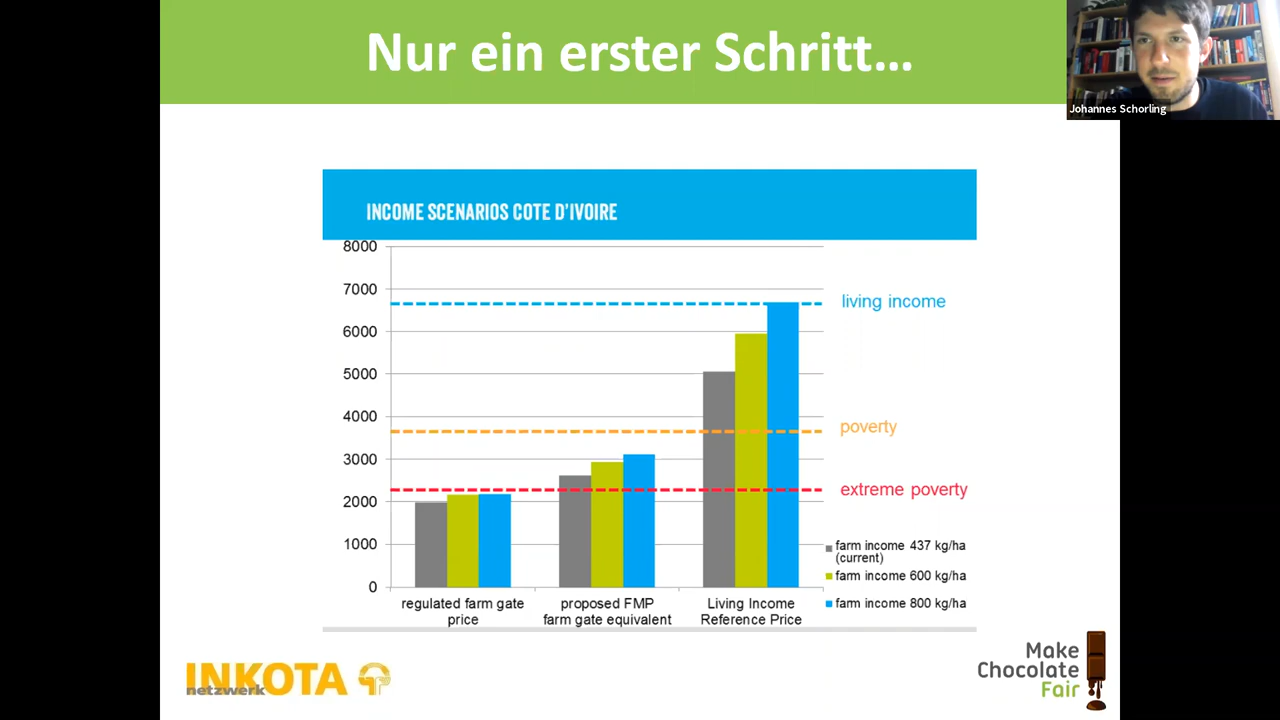 Nur ein erster Schritt...
Johannes Schorling
INCOME SCENARIOS COTE D'IVOIRE
8000
7000
6000
5000
4000
3000
2000
1000
0
living income
poverty
extreme poverty
farm income 437 kg/ha
(current)
farm income 600 kg/ha
farm income 800 kg/ha
regulated farm gate
price
proposed FMP
farm gate equivalent
Living Income
Reference Price
INKOTA
netzwerk
Make
Chocolate
Fair